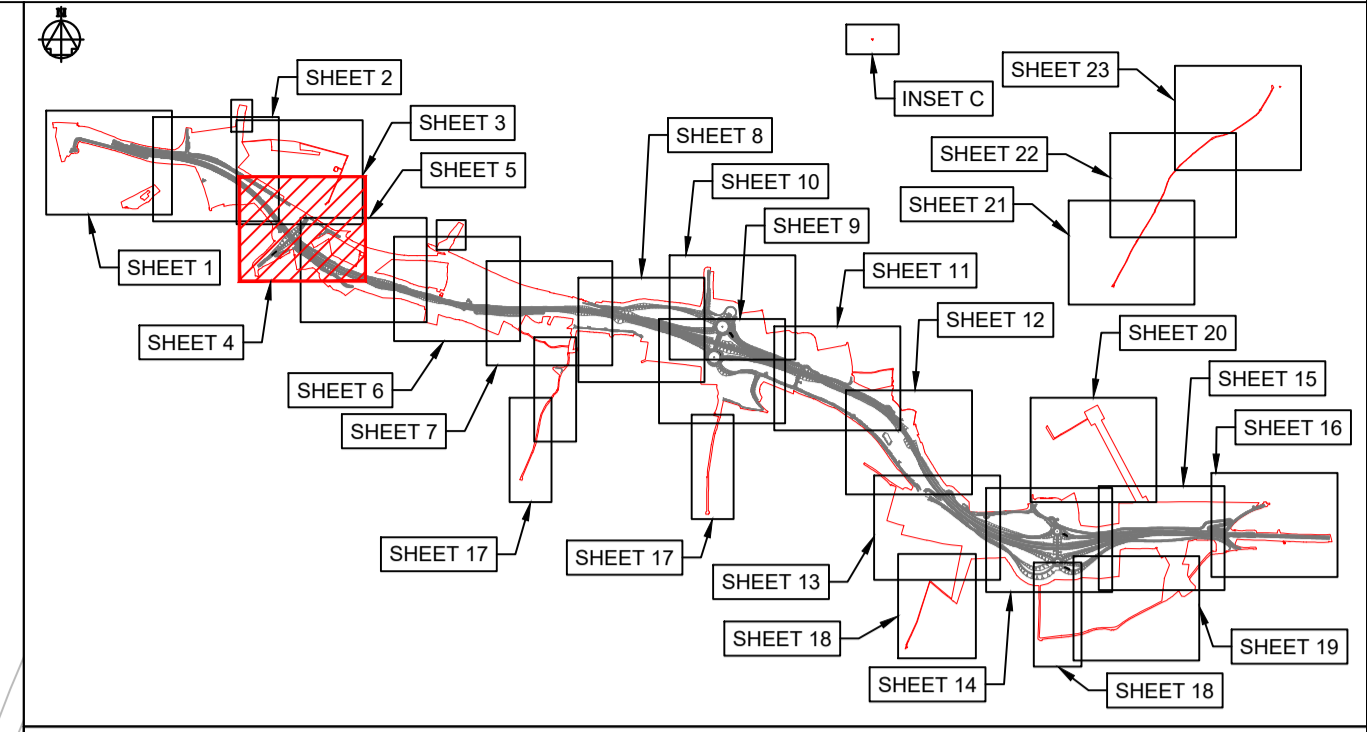 INSET C
SHEET 23
SHEET 2
SHEET 3
SHEET 8
SHEET 22
SHEET 5
SHEET 10
SHEET 21
SHEET 9
SHEET 1
SHEET 11
SHEET 12
SHEET 20
SHEET 4
SHEET 15
SHEET 6
SHEET 16
SHEET 7
SHEET 17
SHEET 17
SHEET 13
SHEET 18
SHEET 19
SHEET 14
SHEET 18